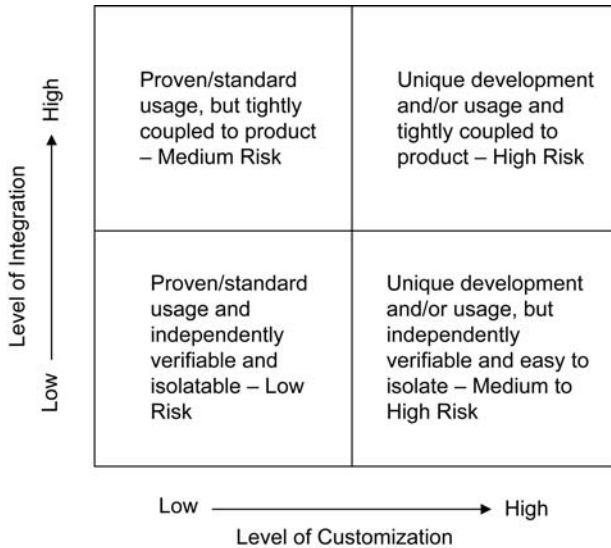 High
Level of Integration
Low
Proven/standard
usage, but tightly
coupled to product
– Medium Risk
Unique development
and/or usage and
tightly coupled to
product – High Risk
Proven/standard
usage and
independently
verifiable and
isolatable – Low
Risk
Unique development
and/or usage, but
independently
verifiable and easy to
isolate – Medium to
High Risk
Low
High
Level of Customization